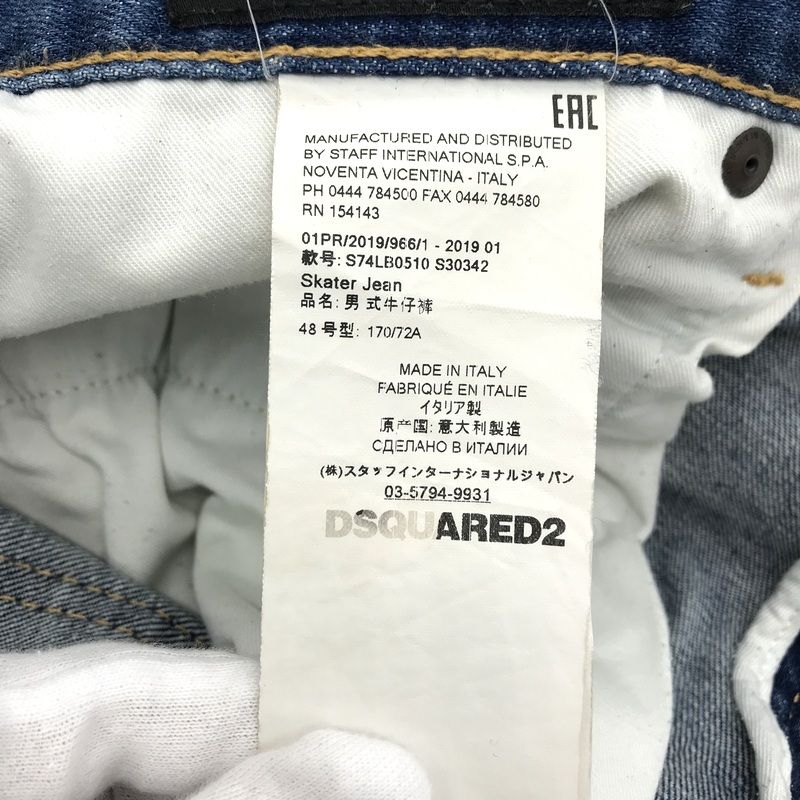 EAC
MANUFACTURED AND DISTRIBUTED
BY STAFF INTERNATIONAL S.P.A.
NOVENTA VICENTINA - ITALY
PH 0444 784500 FAX 0444 784580
RN 154143
01PR/2019/966/1 - 2019 01
款号: S74LB0510 S30342
Skater Jean
品名: 男式牛仔裤
48 号型: 170/72A
MADE IN ITALY
FABRIQUÉ EN ITALIE
イタリア製
原产国: 意大利製造
СДЕЛАНО В ИТАЛИИ
(株)スタッフインターナショナルジャパン
03-5794-9931
DSQUARED2